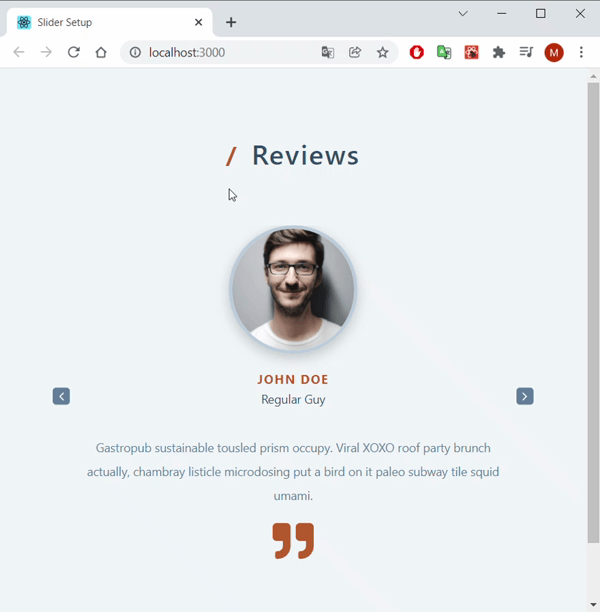 Slider Setup
localhost:3000
M
/ Reviews
JOHN DOE
Regular Guy
Gastropub sustainable tousled prism occupy. Viral XOXO roof party brunch
actually, chambray listicle microdosing put a bird on it paleo subway tile squid
umami.